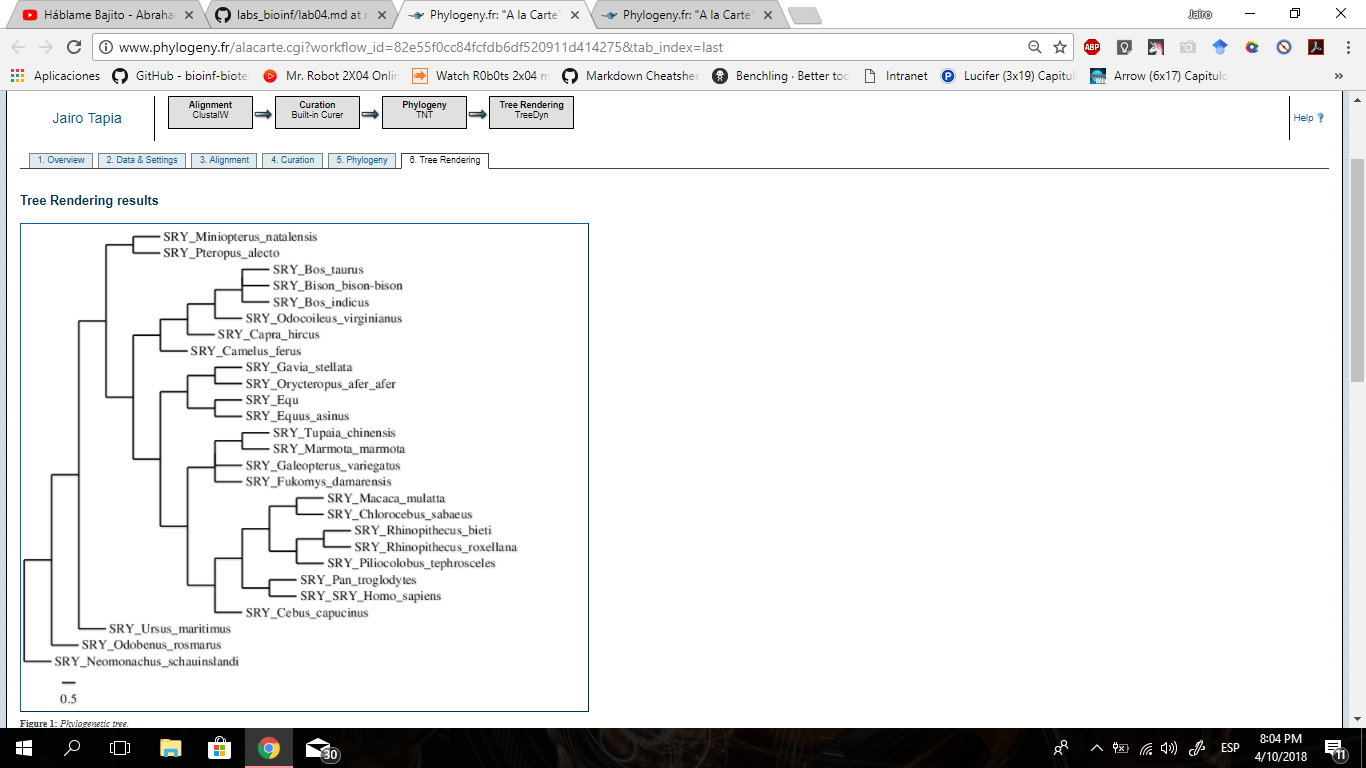 Háblame Bajito - Abraha
labs_bioinf/lab04.md at r
Phylogeny.fr: "A la Carte"
Phylogeny.fr: "A la Carte"
Jairo
www.phylogeny.fr/alacarte.cgi?workflow_id=82e55f0cc84fcfdb6df520911d414275&tab_index=last
ABP
Aplicaciones
GitHub - bioinf-biote
Mr. Robot 2X04 Onlin
Watch R0b0ts 2x04 m
Markdown Cheatshe
Benchling · Better too
Intranet
Lucifer (3x19) Capitul
Arrow (6x17) Capitulo
»
Jairo Tapia
Alignment
ClustalW
Curation
Built-in Curer
Phylogeny
TNT
Tree Rendering
TreeDyn
Help ?
1. Overview
2. Data & Settings
3. Alignment
4. Curation
5. Phylogeny
6. Tree Rendering
Tree Rendering results
SRY_Miniopterus_natalensis
SRY_Pteropus_alecto
SRY_Bos_taurus
SRY_Bison_bison-bison
SRY_Bos_indicus
SRY_Odocoileus_virginianus
SRY_Capra_hircus
SRY_Camelus_ferus
SRY_Gavia_stellata
SRY_Orycteropus_afer_afer
SRY_Equ
SRY_Equus_asinus
SRY_Tupaia_chinensis
SRY_Marmota_marmota
SRY_Galeopterus_variegatus
SRY_Fukomys_damarensis
SRY_Macaca_mulatta
SRY_Chlorocebus_sabaeus
SRY_Rhinopithecus_bieti
SRY_Rhinopithecus_roxellana
SRY_Piliocolobus_tephrosceles
SRY_Pan_troglodytes
SRY_SRY_Homo_sapiens
SRY_Cebus_capucinus
SRY_Ursus_maritimus
SRY_Odobenus_rosmarus
SRY_Neomonachus_schauinslandi
0.5
Figure 1: Phylogenetic tree.
30
ESP
8:04 PM
4/10/2018
11